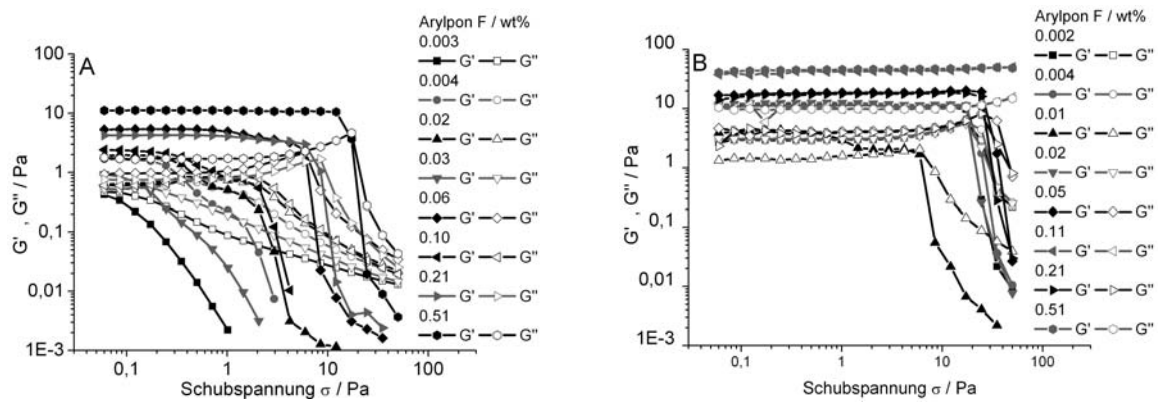 A
G', G'' / Pa
100
10
1
0,1
0,01
1E-3
0,1
1
10
100
Schubspannung σ / Pa
Arylpon F / wt%
0.003
G' G''
0.004
G' G''
0.02
G' G''
0.03
G' G''
0.06
G' G''
0.10
G' G''
0.21
G' G''
0.51
G' G''
B
G', G'' / Pa
100
10
1
0,1
0,01
1E-3
0,1
1
10
100
Schubspannung σ / Pa
Arylpon F / wt%
0.002
G' G''
0.004
G' G''
0.01
G' G''
0.02
G' G''
0.05
G' G''
0.11
G' G''
0.21
G' G''
0.51
G' G''